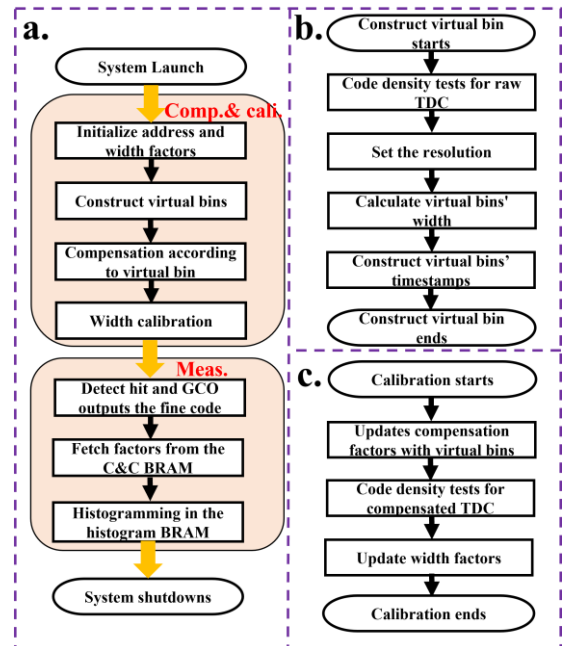 a.
System Launch
Comp.& cali.
Initialize address and
width factors
Construct virtual bins
Compensation according
to virtual bin
Width calibration
Meas.
Detect hit and GCO
outputs the fine code
Fetch factors from the
C&C BRAM
Histogramming in the
histogram BRAM
System shutdowns
b.
Construct virtual bin
starts
Code density tests for raw
TDC
Set the resolution
Calculate virtual bins'
width
Construct virtual bins’
timestamps
Construct virtual bin
ends
c.
Calibration starts
Updates compensation
factors with virtual bins
Code density tests for
compensated TDC
Update width factors
Calibration ends